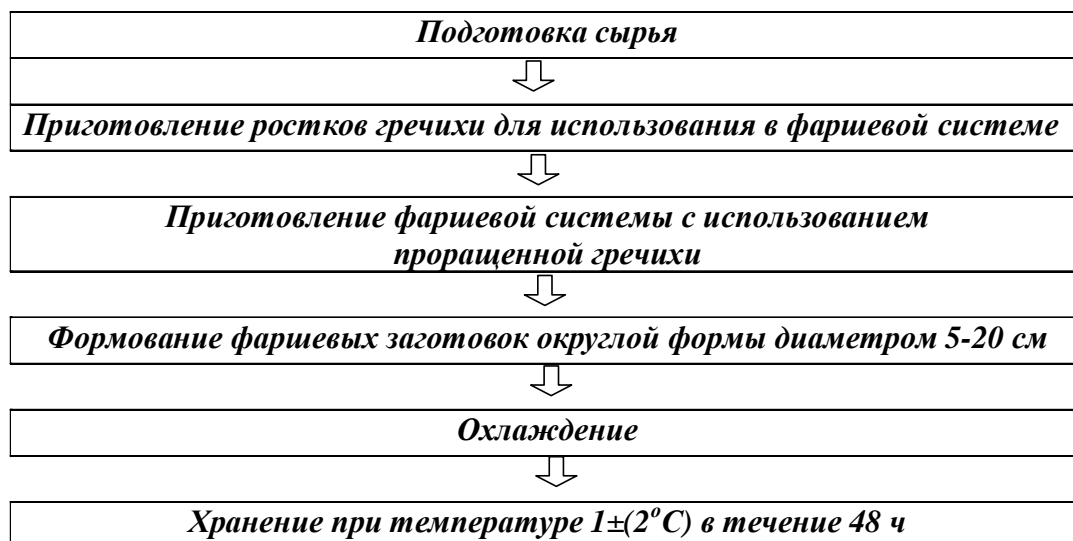 Подготовка сырья
Приготовление ростков гречихи для использования в фаршевой системе
Приготовление фаршевой системы с использованием
проращенной гречихи
Формование фаршевых заготовок округлой формы диаметром 5-20 см
Охлаждение
Хранение при температуре 1±(2°С) в течение 48 ч